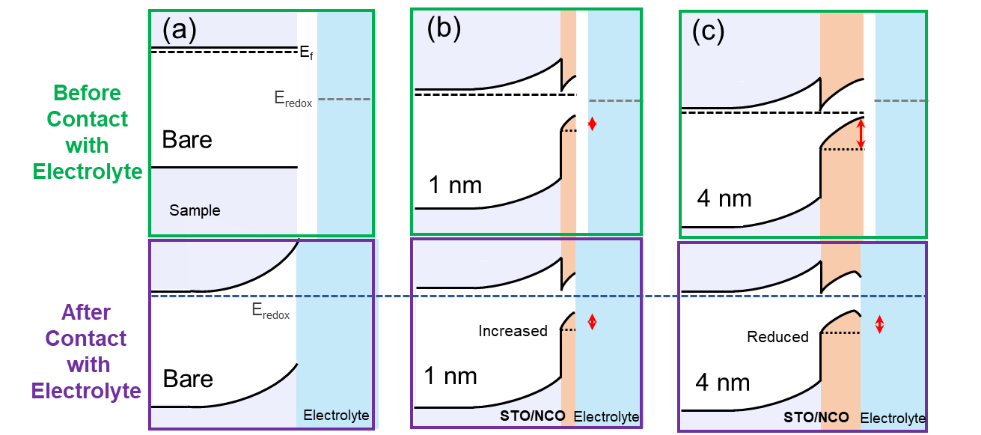 (a)
(b)
(c)
E_f
E_redox
Before
Contact
with
Electrolyte
Bare
1 nm
4 nm
Sample
After
Contact
with
Electrolyte
E_redox
Increased
Reduced
Bare
1 nm
4 nm
Electrolyte
STO/NCO Electrolyte
STO/NCO Electrolyte